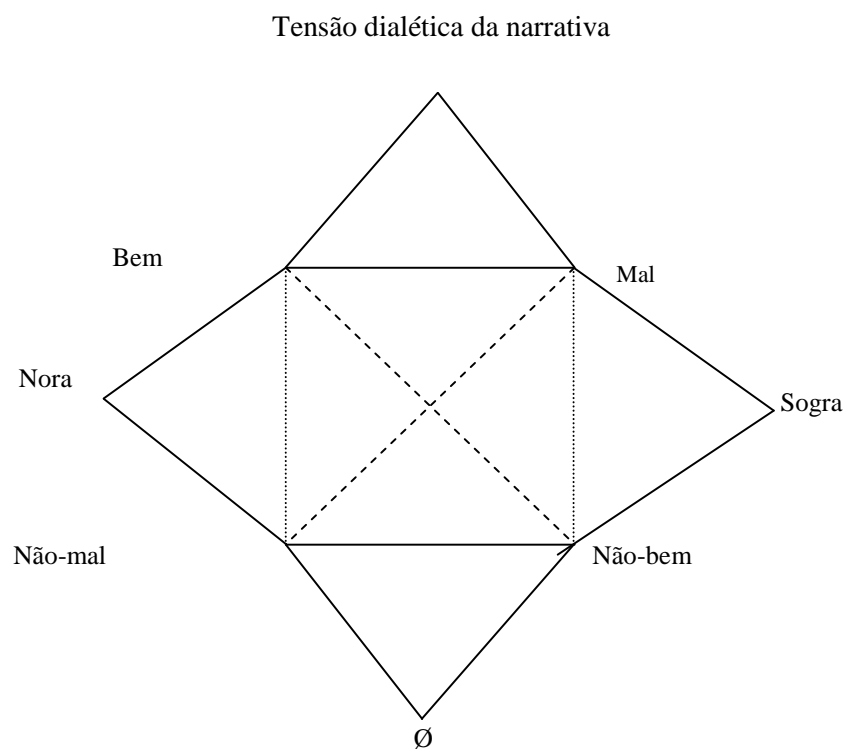 Tensão dialética da narrativa
Bem
Mal
Nora
Sogra
Não-mal
Não-bem
Ø